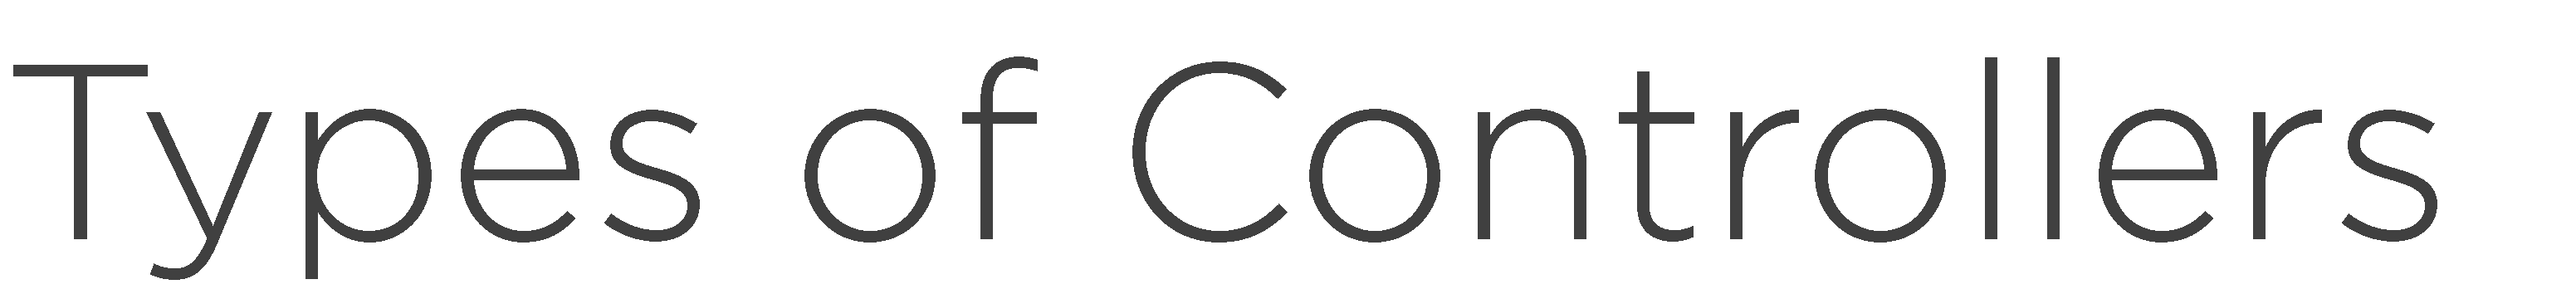 Types of Controllers